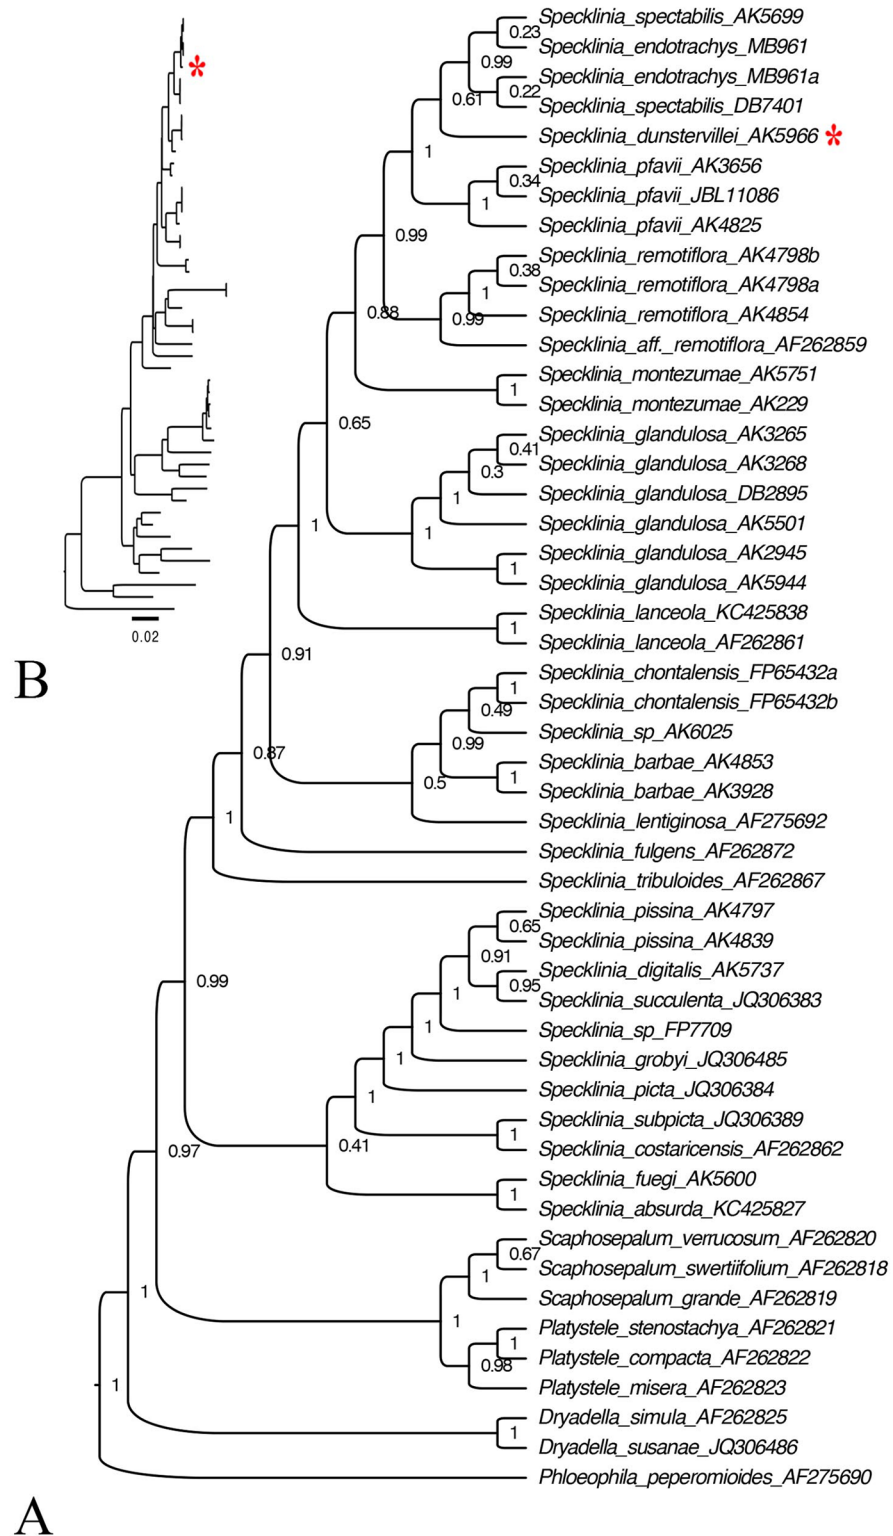 Specklinia_spectabilis_AK5699
0.23
Specklinia_endotrachys_MB961
0.99
Specklinia_endotrachys_MB961a
0.22
0.61
Specklinia_spectabilis_DB7401
Specklinia_dunstervillei_AK5966 *
1
Specklinia_pfavii_AK3656
0.34
Specklinia_pfavii_JBL11086
1
Specklinia_pfavii_AK4825
0.99
Specklinia_remotiflora_AK4798b
0.38
Specklinia_remotiflora_AK4798a
1
0.88
Specklinia_remotiflora_AK4854
0.99
Specklinia_aff._remotiflora_AF262859
Specklinia_montezumae_AK5751
1
Specklinia_montezumae_AK229
0.65
Specklinia_glandulosa_AK3265
0.41
Specklinia_glandulosa_AK3268
0.3
Specklinia_glandulosa_DB2895
1
Specklinia_glandulosa_AK5501
1
1
Specklinia_glandulosa_AK2945
1
Specklinia_glandulosa_AK5944
Specklinia_lanceola_KC425838
1
0.02
Specklinia_lanceola_AF262861
0.91
B
Specklinia_chontalensis_FP65432a
1
Specklinia_chontalensis_FP65432b
0.49
Specklinia_sp_AK6025
0.99
0.87
Specklinia_barbae_AK4853
1
0.5
Specklinia_barbae_AK3928
1
Specklinia_lentiginosa_AF275692
Specklinia_fulgens_AF262872
Specklinia_tribuloides_AF262867
Specklinia_pissina_AK4797
0.65
Specklinia_pissina_AK4839
0.91
Specklinia_digitalis_AK5737
0.99
0.95
1
Specklinia_succulenta_JQ306383
1
Specklinia_sp_FP7709
1
Specklinia_grobyi_JQ306485
Specklinia_picta_JQ306384
1
Specklinia_subpicta_JQ306389
1
0.41
Specklinia_costaricensis_AF262862
0.97
Specklinia_fuegi_AK5600
1
Specklinia_absurda_KC425827
Scaphosepalum_verrucosum_AF262820
0.67
Scaphosepalum_swertiifolium_AF262818
1
1
Scaphosepalum_grande_AF262819
1
Platystele_stenostachya_AF262821
1
Platystele_compacta_AF262822
0.98
Platystele_misera_AF262823
1
Dryadella_simula_AF262825
1
Dryadella_susanae_JQ306486
Phloeophila_peperomioides_AF275690
A